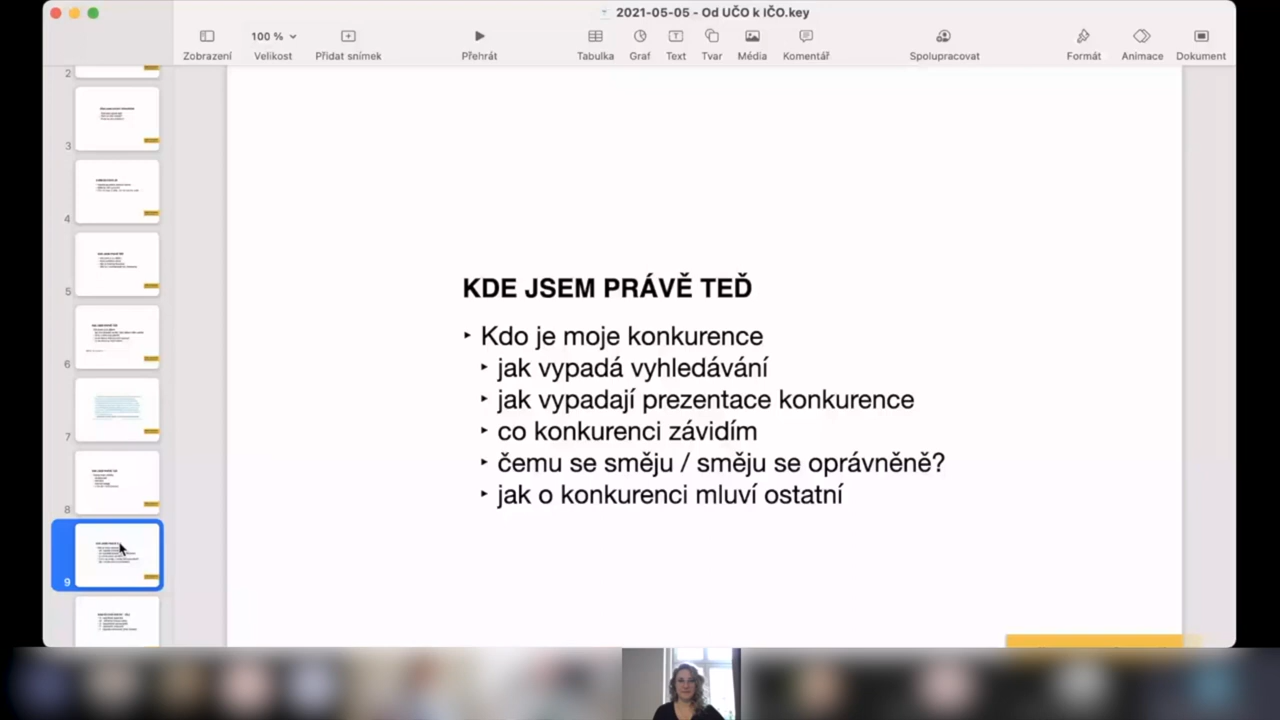 2021-05-05 - Od UČO k IČO.key
100 %
Zobrazení
Velikost
Přidat snímek
Přehrát
Tabulka
Graf
Text
Tvar
Média
Komentář
Spolupracovat
Formát
Animace
Dokument
2
3
4
5
6
7
8
9
KDE JSEM PRÁVĚ TEĎ
‣ Kdo je moje konkurence
‣ jak vypadá vyhledávání
‣ jak vypadají prezentace konkurence
‣ co konkurenci závidím
‣ čemu se směju / směju se oprávněně?
‣ jak o konkurenci mluví ostatní